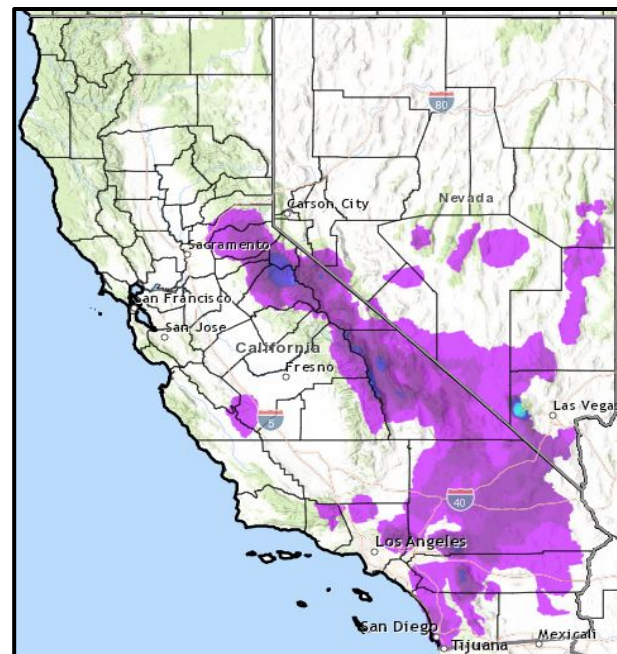 80
Nevada
Carson City
Sacramento
San Francisco
San Jose
California
Fresno
5
Las Vegas
40
Los Angeles
San Diego
Tijuana
Mexicali